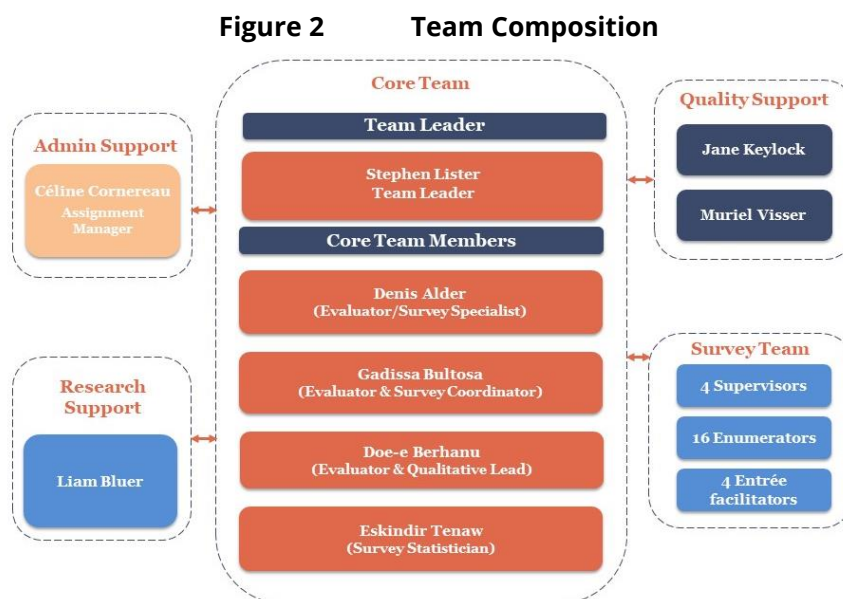 Figure 2 Team Composition
Admin Support
Céline Cornereau
Assignment
Manager
Research
Support
Liam Bluer
Core Team
Team Leader
Stephen Lister
Team Leader
Core Team Members
Denis Alder
(Evaluator/Survey Specialist)
Gadissa Bultosa
(Evaluator & Survey Coordinator)
Doe-e Berhanu
(Evaluator & Qualitative Lead)
Eskindir Tenaw
(Survey Statistician)
Quality Support
Jane Keylock
Muriel Visser
Survey Team
4 Supervisors
16 Enumerators
4 Entrée
facilitators